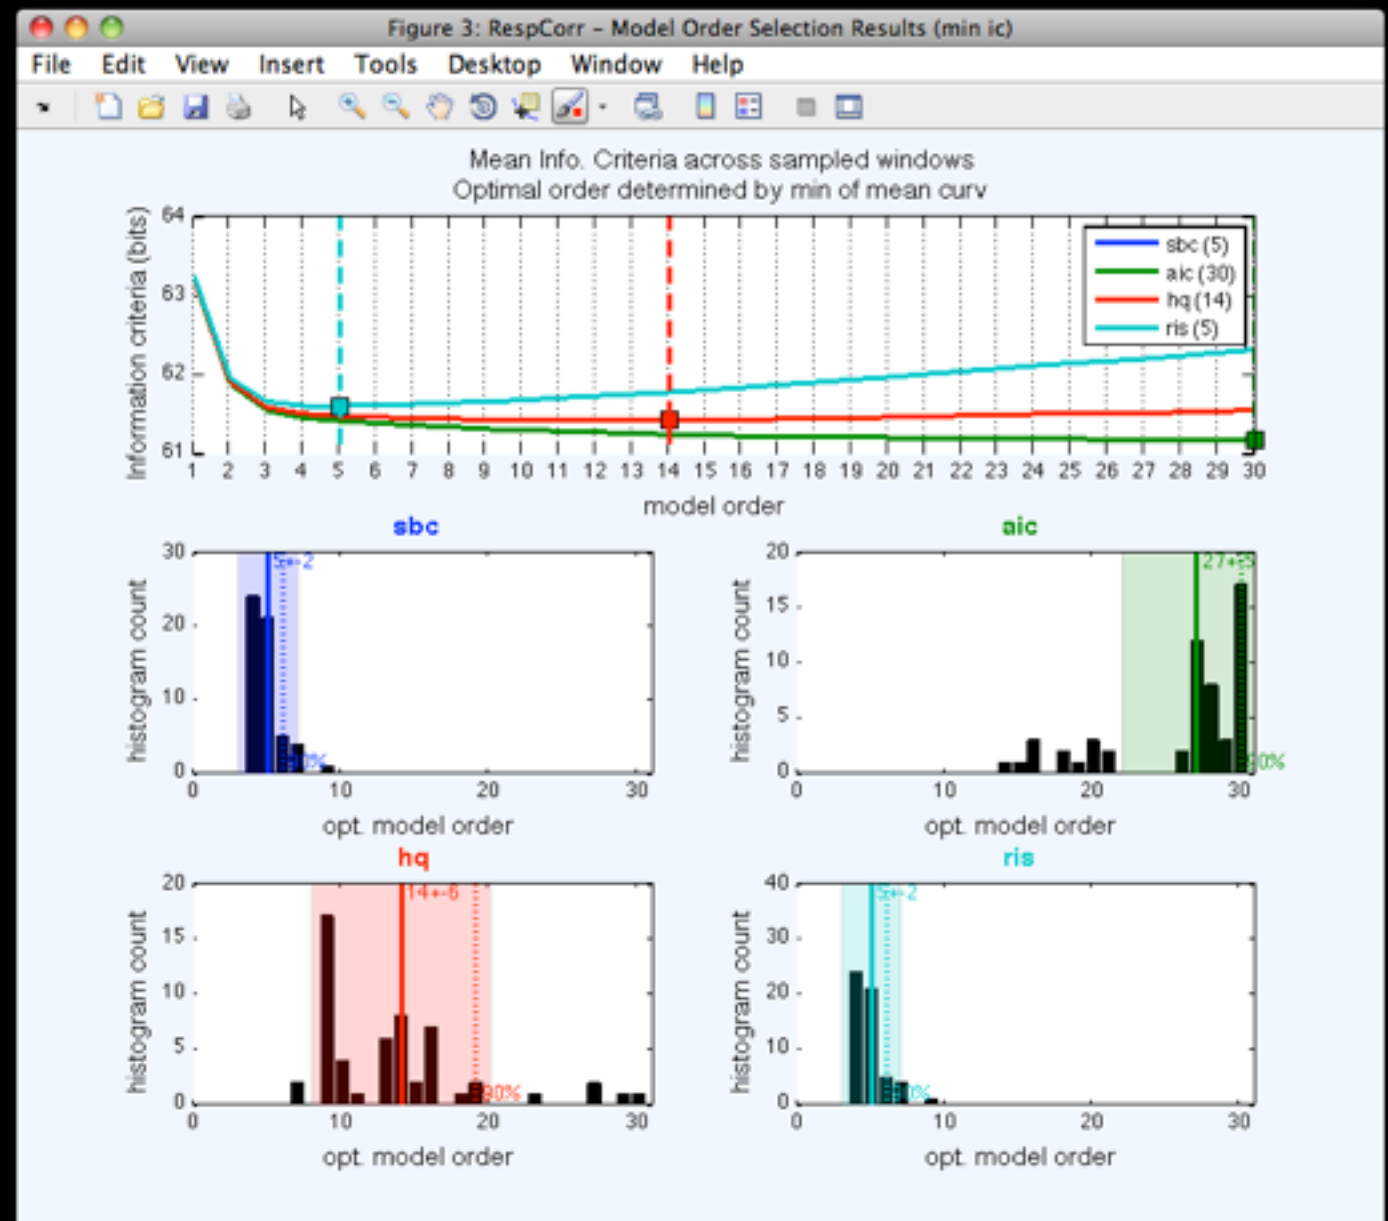 Figure 3: RespCorr – Model Order Selection Results (min ic)
File Edit View Insert Tools Desktop Window Help
Mean Info. Criteria across sampled windows
Optimal order determined by min of mean curv
Information criteria (bits)
64
63
62
61
sbc (5)
aic (30)
hq (14)
ris (5)
1 2 3 4 5 6 7 8 9 10 11 12 13 14 15 16 17 18 19 20 21 22 23 24 25 26 27 28 29 30
model order
sbc
histogram count
30
20
10
0
5+-2
0 10 20 30
opt. model order
aic
histogram count
20
15
10
5
0
27+-5
90%
0 10 20 30
opt. model order
hq
histogram count
20
15
10
5
0
14+-6
90%
0 10 20 30
opt. model order
ris
histogram count
40
30
20
10
0
5+-2
90%
0 10 20 30
opt. model order